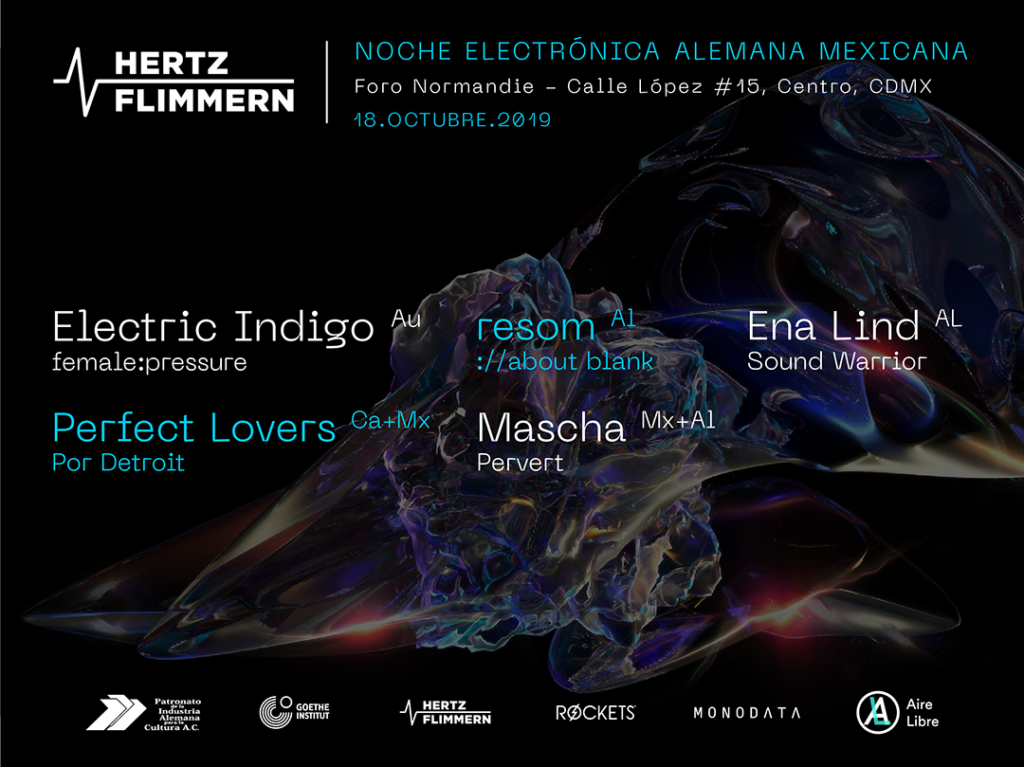 HERTZ
FLIMMERN
NOCHE ELECTRÓNICA ALEMANA MEXICANA
Foro Normandie – Calle López #15, Centro, CDMX
18.OCTUBRE.2019
Electric Indigo Au
female:pressure
resom Al
://about blank
Ena Lind AL
Sound Warrior
Perfect Lovers Ca+Mx
Por Detroit
Mascha Mx+Al
Pervert
Patronato
de la
Industria
Alemana
para la
Cultura A.C.
GOETHE
INSTITUT
HERTZ
FLIMMERN
RØCKETS
MONODATA
AL
Aire
Libre